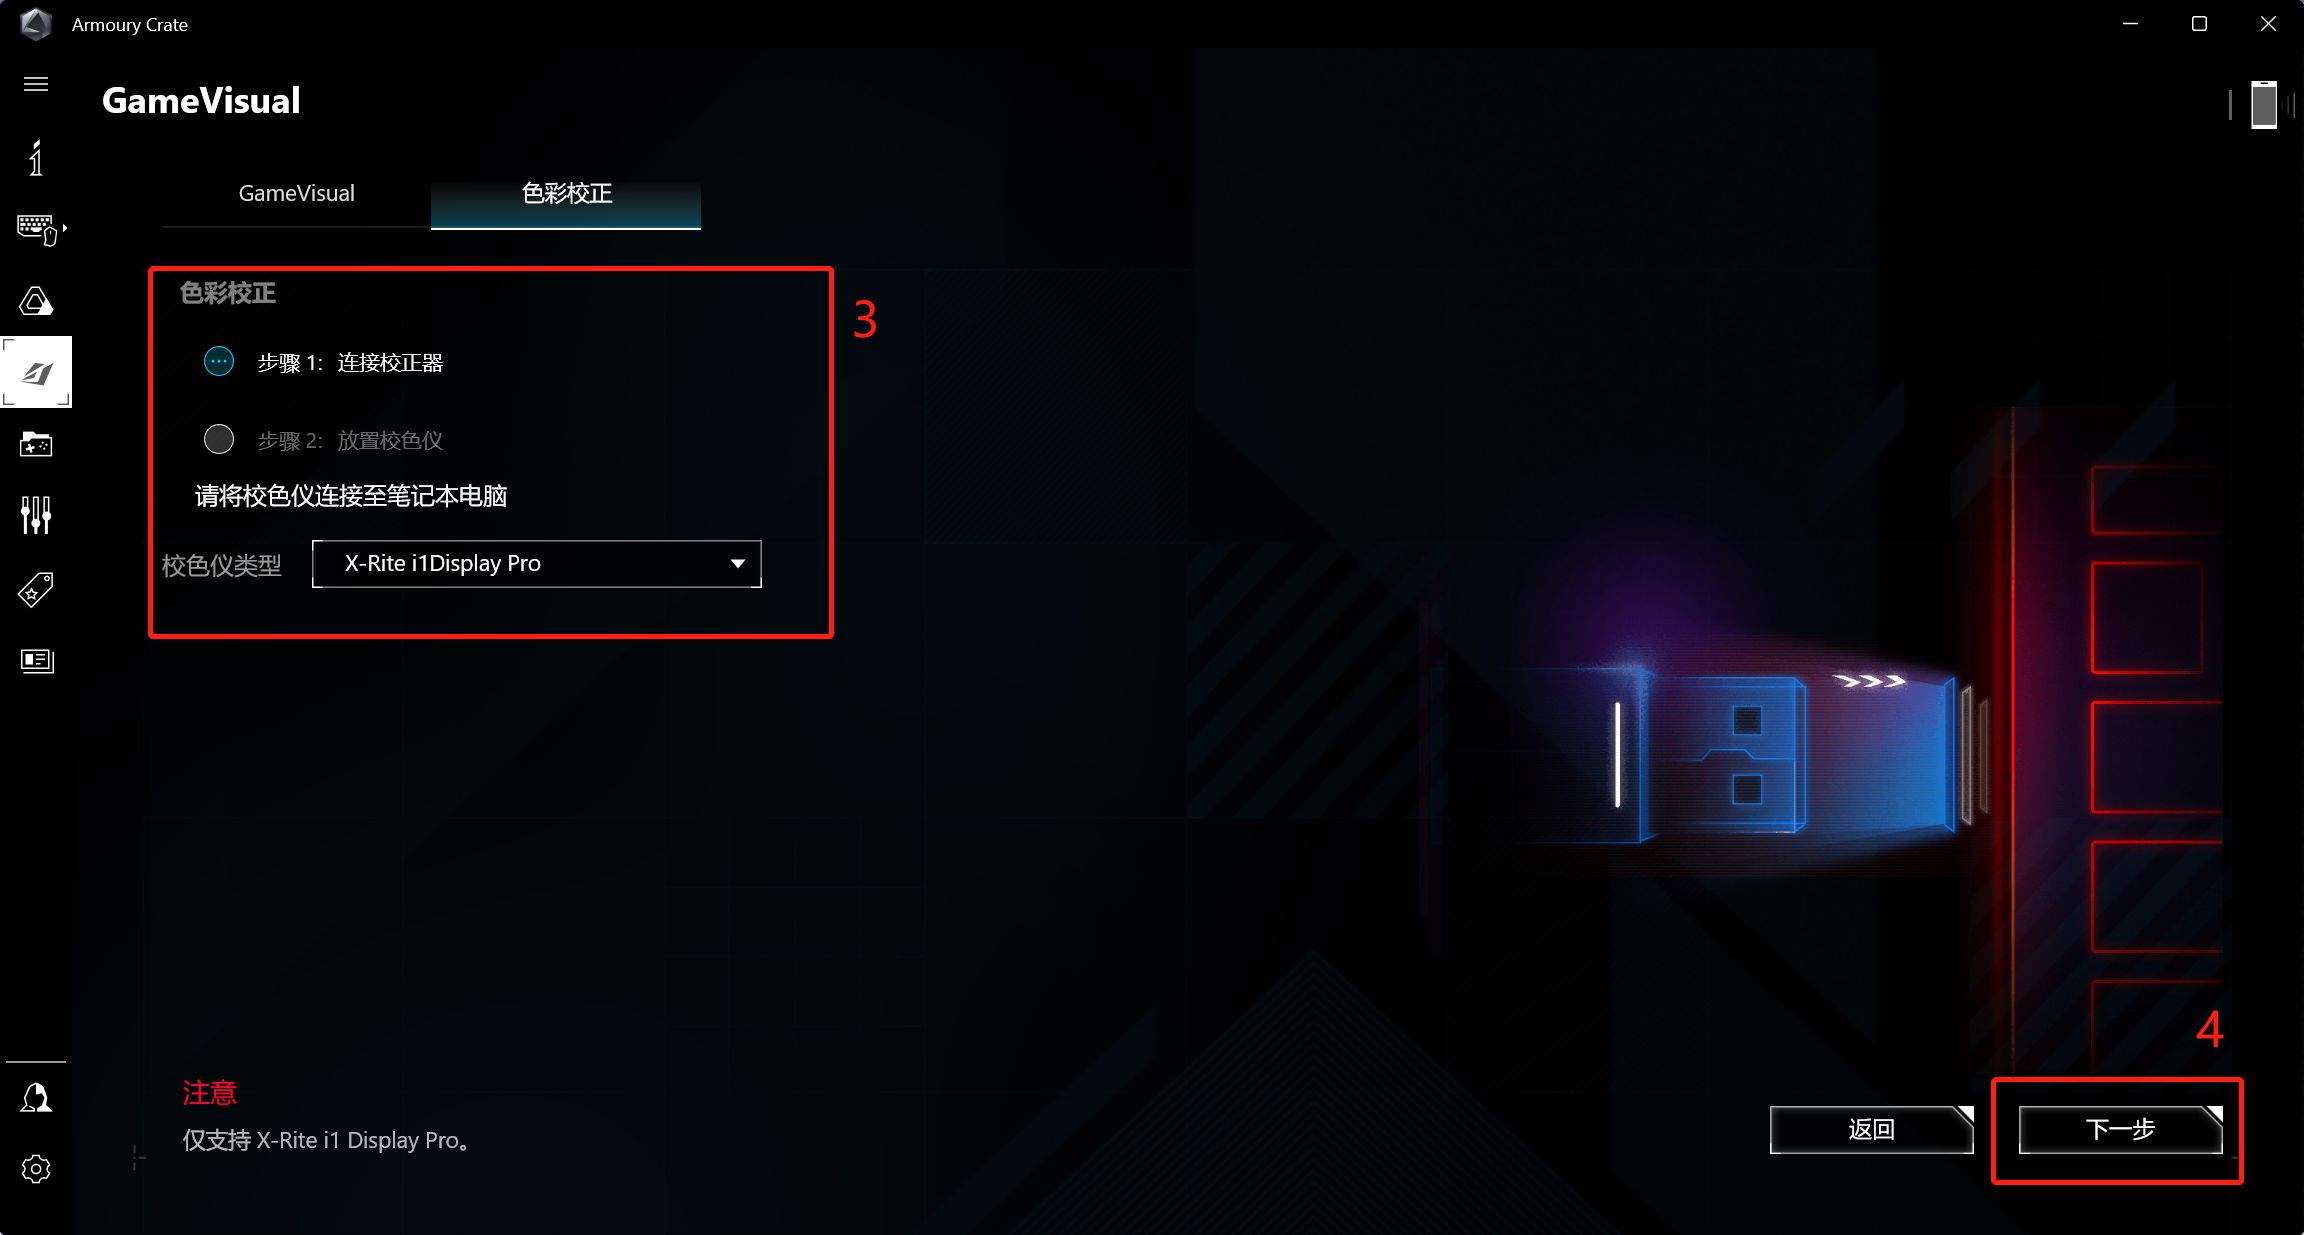 Armoury Crate
GameVisual
GameVisual
色彩校正
色彩校正
3
步骤 1: 连接校正器
步骤 2: 放置校色仪
请将校色仪连接至笔记本电脑
校色仪类型
X-Rite i1Display Pro
4
注意
仅支持 X-Rite i1 Display Pro。
返回
下一步